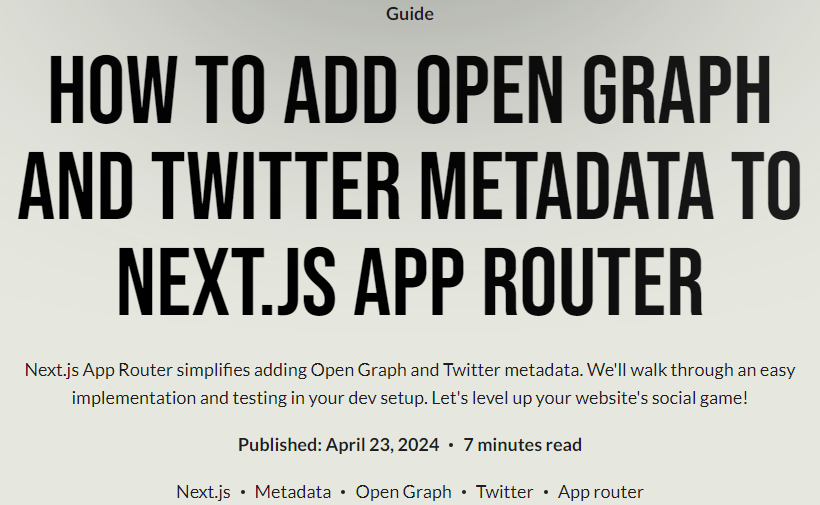 Guide
HOW TO ADD OPEN GRAPH
AND TWITTER METADATA TO
NEXT.JS APP ROUTER
Next.js App Router simplifies adding Open Graph and Twitter metadata. We'll walk through an easy
implementation and testing in your dev setup. Let's level up your website's social game!
Published: April 23, 2024 • 7 minutes read
Next.js • Metadata • Open Graph • Twitter • App router